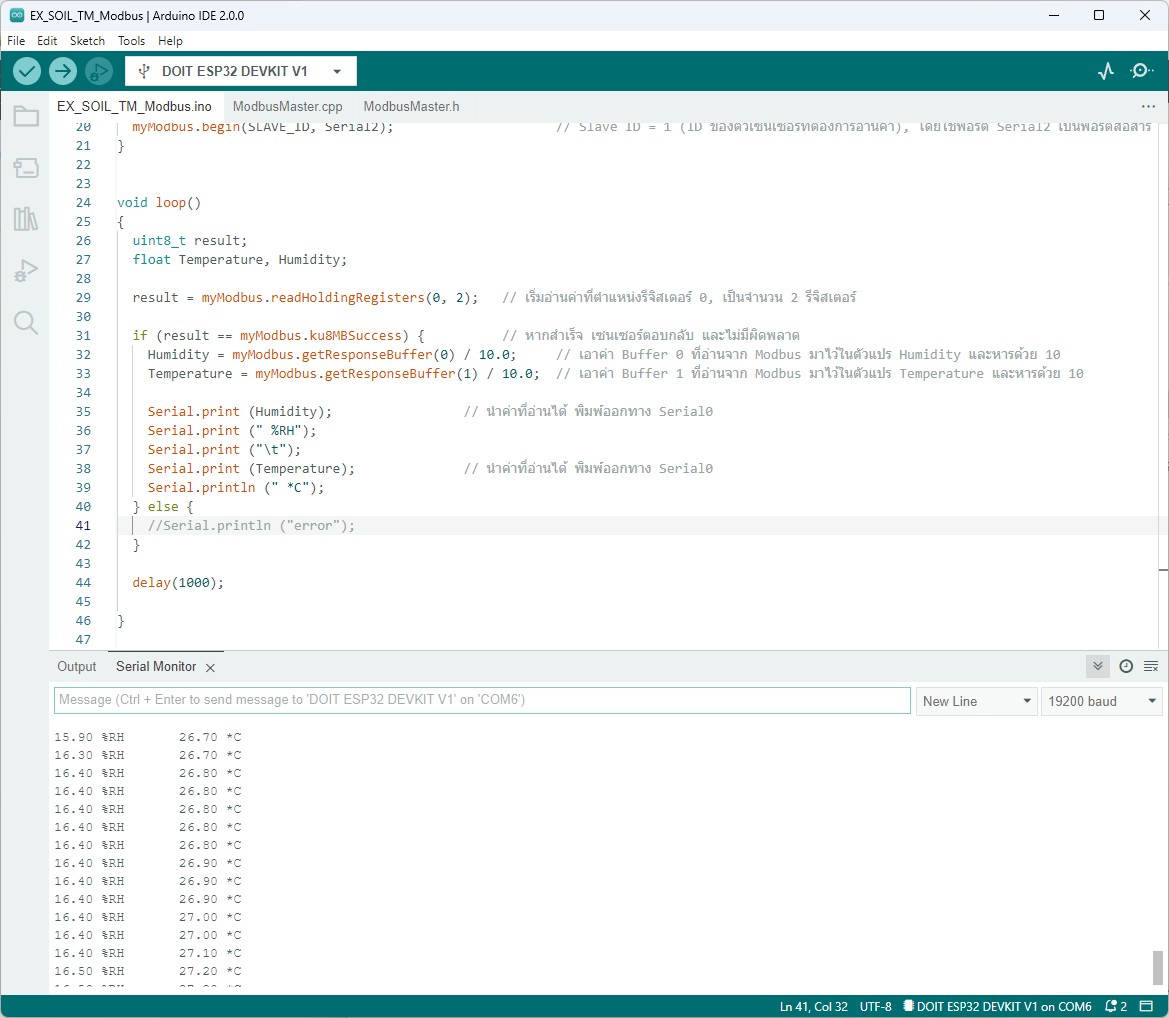 EX_SOIL_TM_Modbus | Arduino IDE 2.0.0
File Edit Sketch Tools Help
DOIT ESP32 DEVKIT V1
EX_SOIL_TM_Modbus.ino ModbusMaster.cpp ModbusMaster.h
20 myModbus.begin(SLAVE_ID, Serial2); // Slave ID = 1 (ID ของตัวเซ็นเซอร์ที่ต้องการอ่านค่า), โดยใช้พอร์ต Serial2 เป็นพอร์ตสื่อสาร
21 }
22
23
24 void loop()
25 {
26 uint8_t result;
27 float Temperature, Humidity;
28
29 result = myModbus.readHoldingRegisters(0, 2); // เริ่มอ่านค่าที่ตำแหน่งรีจิสเตอร์ 0, เป็นจำนวน 2 รีจิสเตอร์
30
31 if (result == myModbus.ku8MBSuccess) { // หากสำเร็จ เซนเซอร์ตอบกลับ และไม่มีผิดพลาด
32 Humidity = myModbus.getResponseBuffer(0) / 10.0; // เอาค่า Buffer 0 ที่อ่านจาก Modbus มาไว้ในตัวแปร Humidity และหารด้วย 10
33 Temperature = myModbus.getResponseBuffer(1) / 10.0; // เอาค่า Buffer 1 ที่อ่านจาก Modbus มาไว้ในตัวแปร Temperature และหารด้วย 10
34
35 Serial.print (Humidity); // นำค่าที่อ่านได้ พิมพ์ออกทาง Serial0
36 Serial.print (" %RH");
37 Serial.print ("\t");
38 Serial.print (Temperature); // นำค่าที่อ่านได้ พิมพ์ออกทาง Serial0
39 Serial.println (" *C");
40 } else {
41 //Serial.println ("error");
42 }
43
44 delay(1000);
45
46 }
47
Output Serial Monitor
Message (Ctrl + Enter to send message to 'DOIT ESP32 DEVKIT V1' on 'COM6') New Line 19200 baud
15.90 %RH 26.70 *C
16.30 %RH 26.70 *C
16.40 %RH 26.80 *C
16.40 %RH 26.80 *C
16.40 %RH 26.80 *C
16.40 %RH 26.80 *C
16.40 %RH 26.80 *C
16.40 %RH 26.90 *C
16.40 %RH 26.90 *C
16.40 %RH 26.90 *C
16.40 %RH 27.00 *C
16.40 %RH 27.00 *C
16.40 %RH 27.10 *C
16.50 %RH 27.20 *C
Ln 41, Col 32 UTF-8 DOIT ESP32 DEVKIT V1 on COM6 2